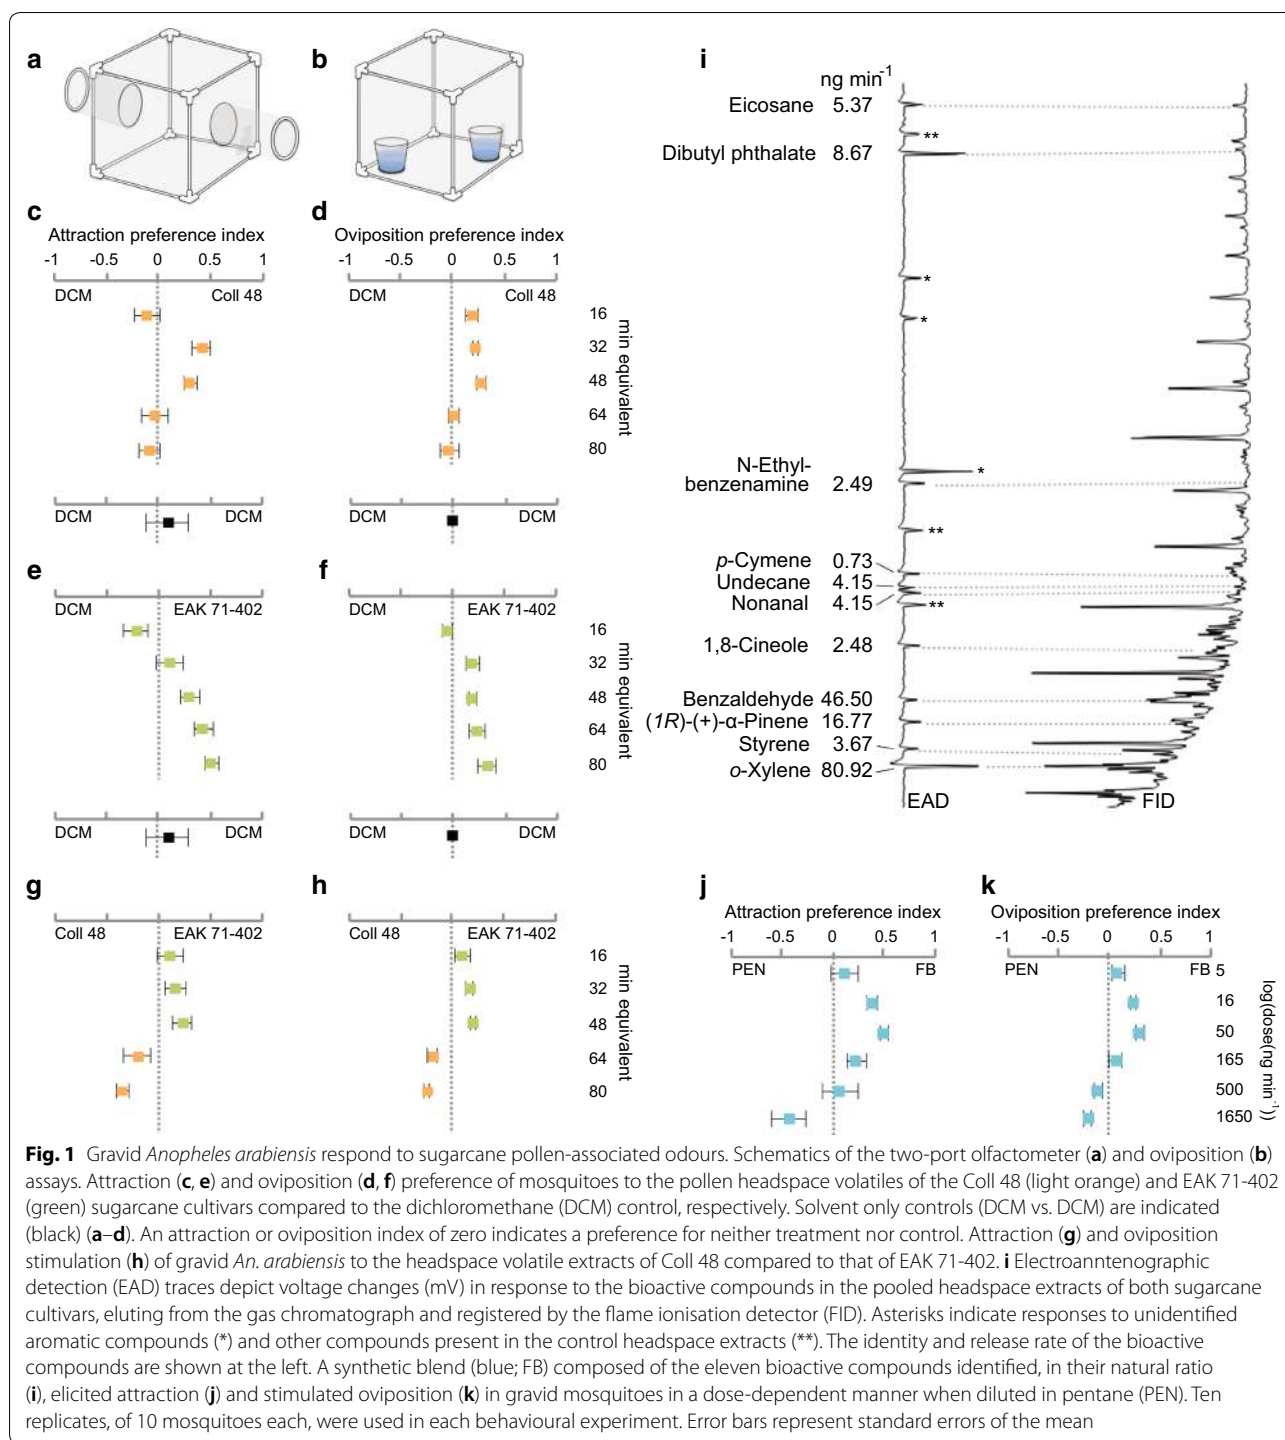 a
b
c
d
Attraction preference index
Oviposition preference index
-1 -0.5 0 0.5 1
-1 -0.5 0 0.5 1
DCM Coll 48
DCM Coll 48
16
32
48
64
80
min equivalent
DCM DCM
DCM DCM
e
f
DCM EAK 71-402
DCM EAK 71-402
16
32
48
64
80
min equivalent
DCM DCM
DCM DCM
g
h
Coll 48 EAK 71-402
Coll 48 EAK 71-402
16
32
48
64
80
min equivalent
i
ng min-1
Eicosane 5.37
**
Dibutyl phthalate 8.67
*
*
N-Ethyl-
benzenamine 2.49
*
**
p-Cymene 0.73
Undecane 4.15
Nonanal 4.15
**
1,8-Cineole 2.48
Benzaldehyde 46.50
(1R)-(+)-α-Pinene 16.77
Styrene 3.67
o-Xylene 80.92
EAD FID
j
k
Attraction preference index
Oviposition preference index
-1 -0.5 0 0.5 1
-1 -0.5 0 0.5 1
PEN FB
PEN FB
5
16
50
165
500
1650
log(dose(ng min-1))
Fig. 1 Gravid Anopheles arabiensis respond to sugarcane pollen-associated odours. Schematics of the two-port olfactometer (a) and oviposition (b)
assays. Attraction (c, e) and oviposition (d, f) preference of mosquitoes to the pollen headspace volatiles of the Coll 48 (light orange) and EAK 71-402
(green) sugarcane cultivars compared to the dichloromethane (DCM) control, respectively. Solvent only controls (DCM vs. DCM) are indicated
(black) (a–d). An attraction or oviposition index of zero indicates a preference for neither treatment nor control. Attraction (g) and oviposition
stimulation (h) of gravid An. arabiensis to the headspace volatile extracts of Coll 48 compared to that of EAK 71-402. i Electroanntenographic
detection (EAD) traces depict voltage changes (mV) in response to the bioactive compounds in the pooled headspace extracts of both sugarcane
cultivars, eluting from the gas chromatograph and registered by the flame ionisation detector (FID). Asterisks indicate responses to unidentified
aromatic compounds (*) and other compounds present in the control headspace extracts (**). The identity and release rate of the bioactive
compounds are shown at the left. A synthetic blend (blue; FB) composed of the eleven bioactive compounds identified, in their natural ratio
(i), elicited attraction (j) and stimulated oviposition (k) in gravid mosquitoes in a dose-dependent manner when diluted in pentane (PEN). Ten
replicates, of 10 mosquitoes each, were used in each behavioural experiment. Error bars represent standard errors of the mean